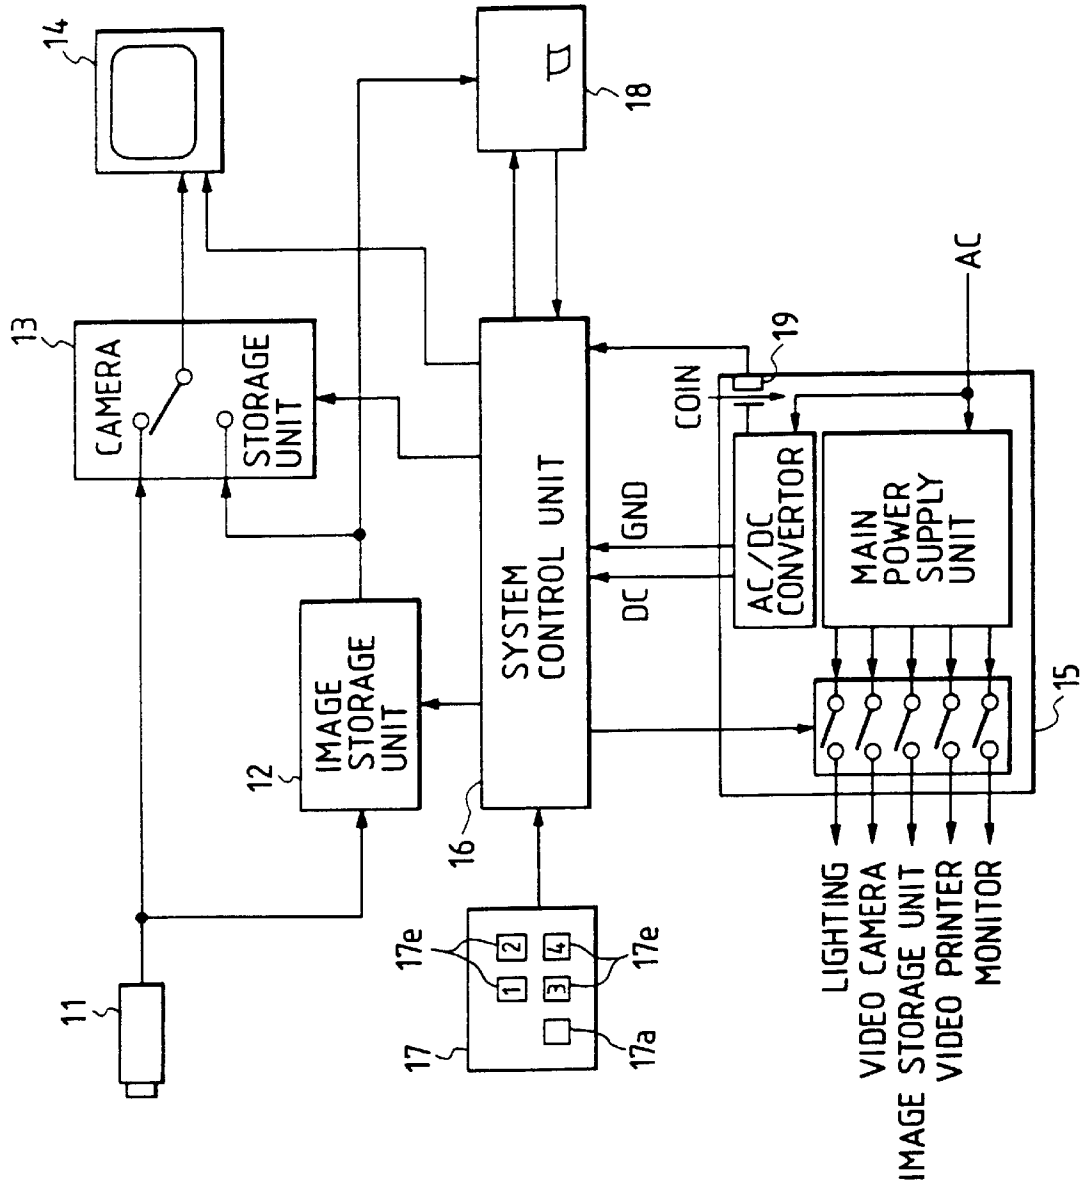 11
12
IMAGE
STORAGE
UNIT
13
CAMERA
STORAGE
UNIT
14
17
17e
1
2
3
4
17e
17a
16
SYSTEM
CONTROL UNIT
18
DC
GND
COIN
19
AC
AC/DC
CONVERTOR
MAIN
POWER
SUPPLY
UNIT
15
LIGHTING
VIDEO CAMERA
IMAGE STORAGE UNIT
VIDEO PRINTER
MONITOR